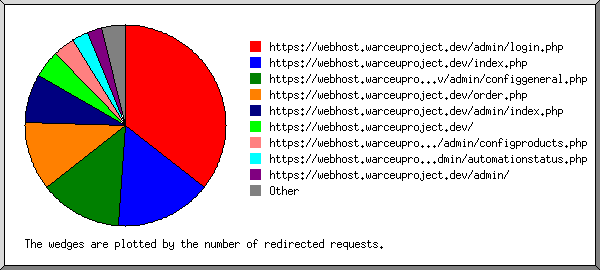 https://webhost.warceuproject.dev/admin/login.php
https://webhost.warceuproject.dev/index.php
https://webhost.warceupro...v/admin/configgeneral.php
https://webhost.warceuproject.dev/order.php
https://webhost.warceuproject.dev/admin/index.php
https://webhost.warceuproject.dev/
https://webhost.warceupro.../admin/configproducts.php
https://webhost.warceupro...dmin/automationstatus.php
https://webhost.warceuproject.dev/admin/
Other
The wedges are plotted by the number of redirected requests.